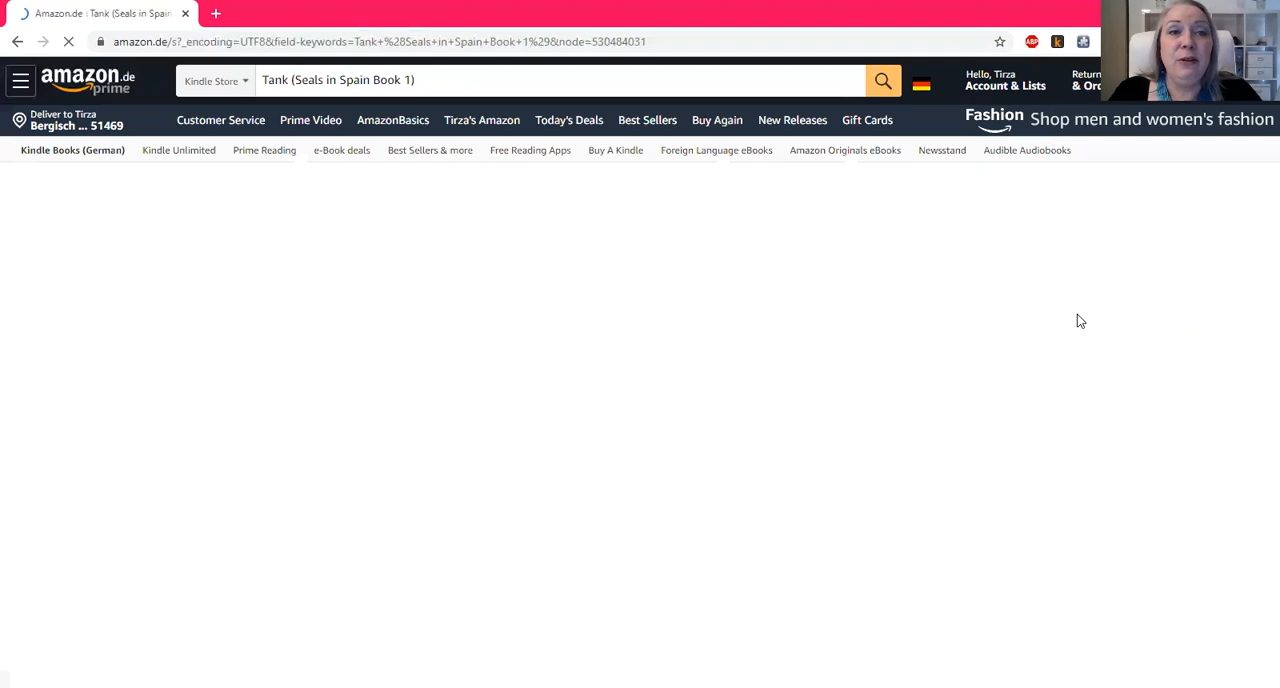 Amazon.de : Tank (Seals in Spain
amazon.de/s?_encoding=UTF8&field-keywords=Tank+%28Seals+in+Spain+Book+1%29&node=530484031
ABP
k
amazon.de
prime
Kindle Store
Tank (Seals in Spain Book 1)
Hello, Tirza
Account & Lists
Return
& Ord
Deliver to Tirza
Bergisch ... 51469
Customer Service Prime Video AmazonBasics Tirza's Amazon Today's Deals Best Sellers Buy Again New Releases Gift Cards
Fashion Shop men and women's fashion
Kindle Books (German) Kindle Unlimited Prime Reading e-Book deals Best Sellers & more Free Reading Apps Buy A Kindle Foreign Language eBooks Amazon Originals eBooks Newsstand Audible Audiobooks